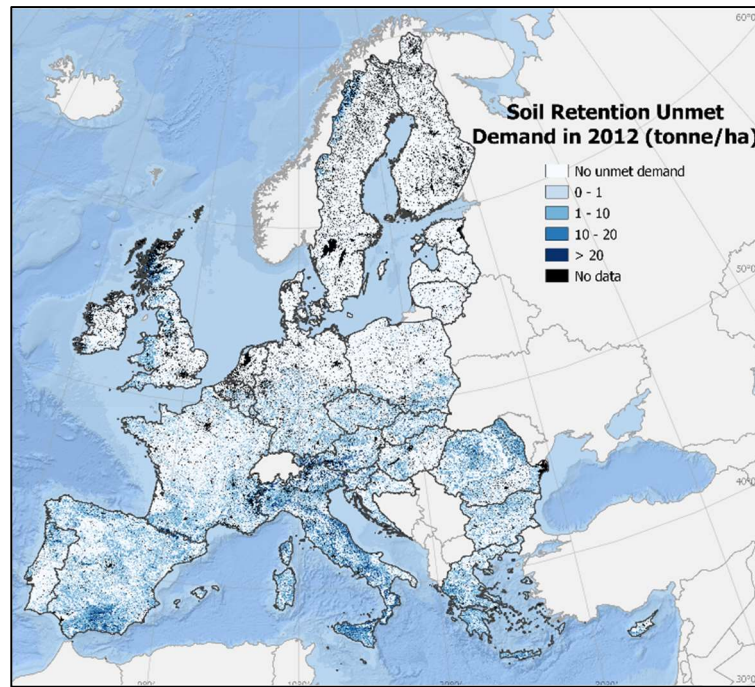 60°
Soil Retention Unmet
Demand in 2012 (tonne/ha)
No unmet demand
0 - 1
1 - 10
10 - 20
> 20
No data
50°
40°
30°